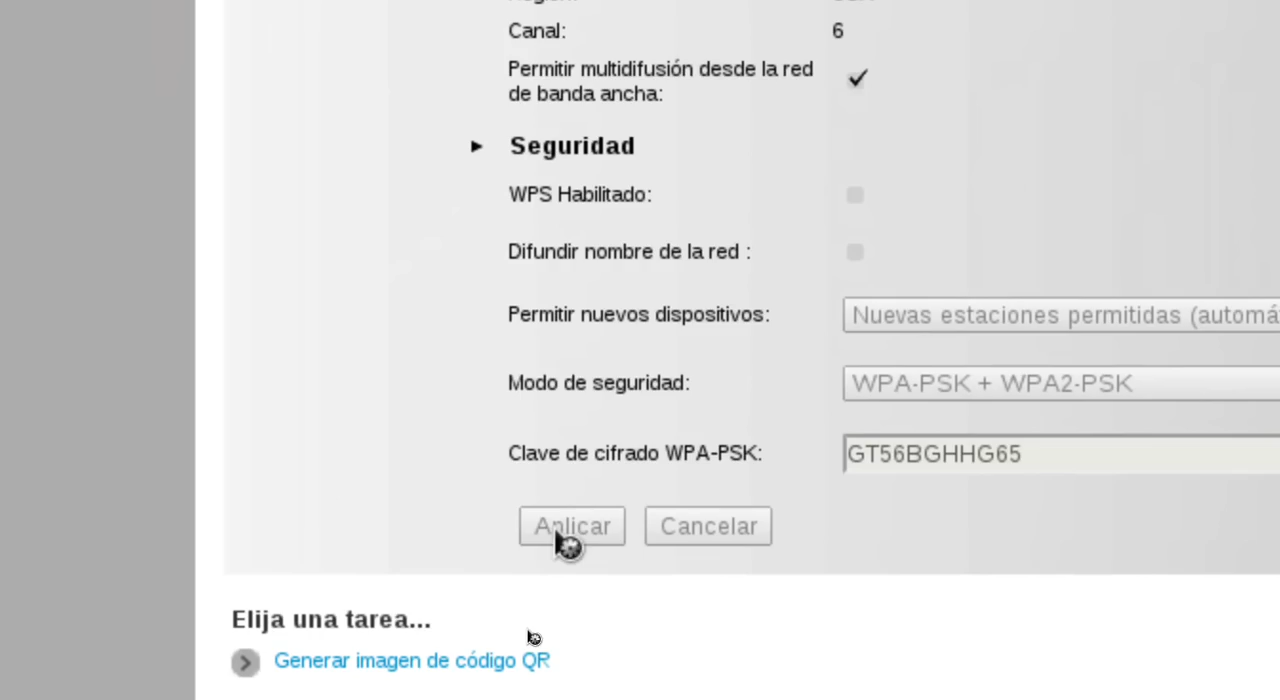 Canal: 6
Permitir multidifusión desde la red
de banda ancha:
Seguridad
WPS Habilitado:
Difundir nombre de la red :
Permitir nuevos dispositivos: Nuevas estaciones permitidas
Modo de seguridad: WPA-PSK + WPA2-PSK
Clave de cifrado WPA-PSK: GT56BGHHG65
Aplicar Cancelar
Elija una tarea...
Generar imagen de código QR